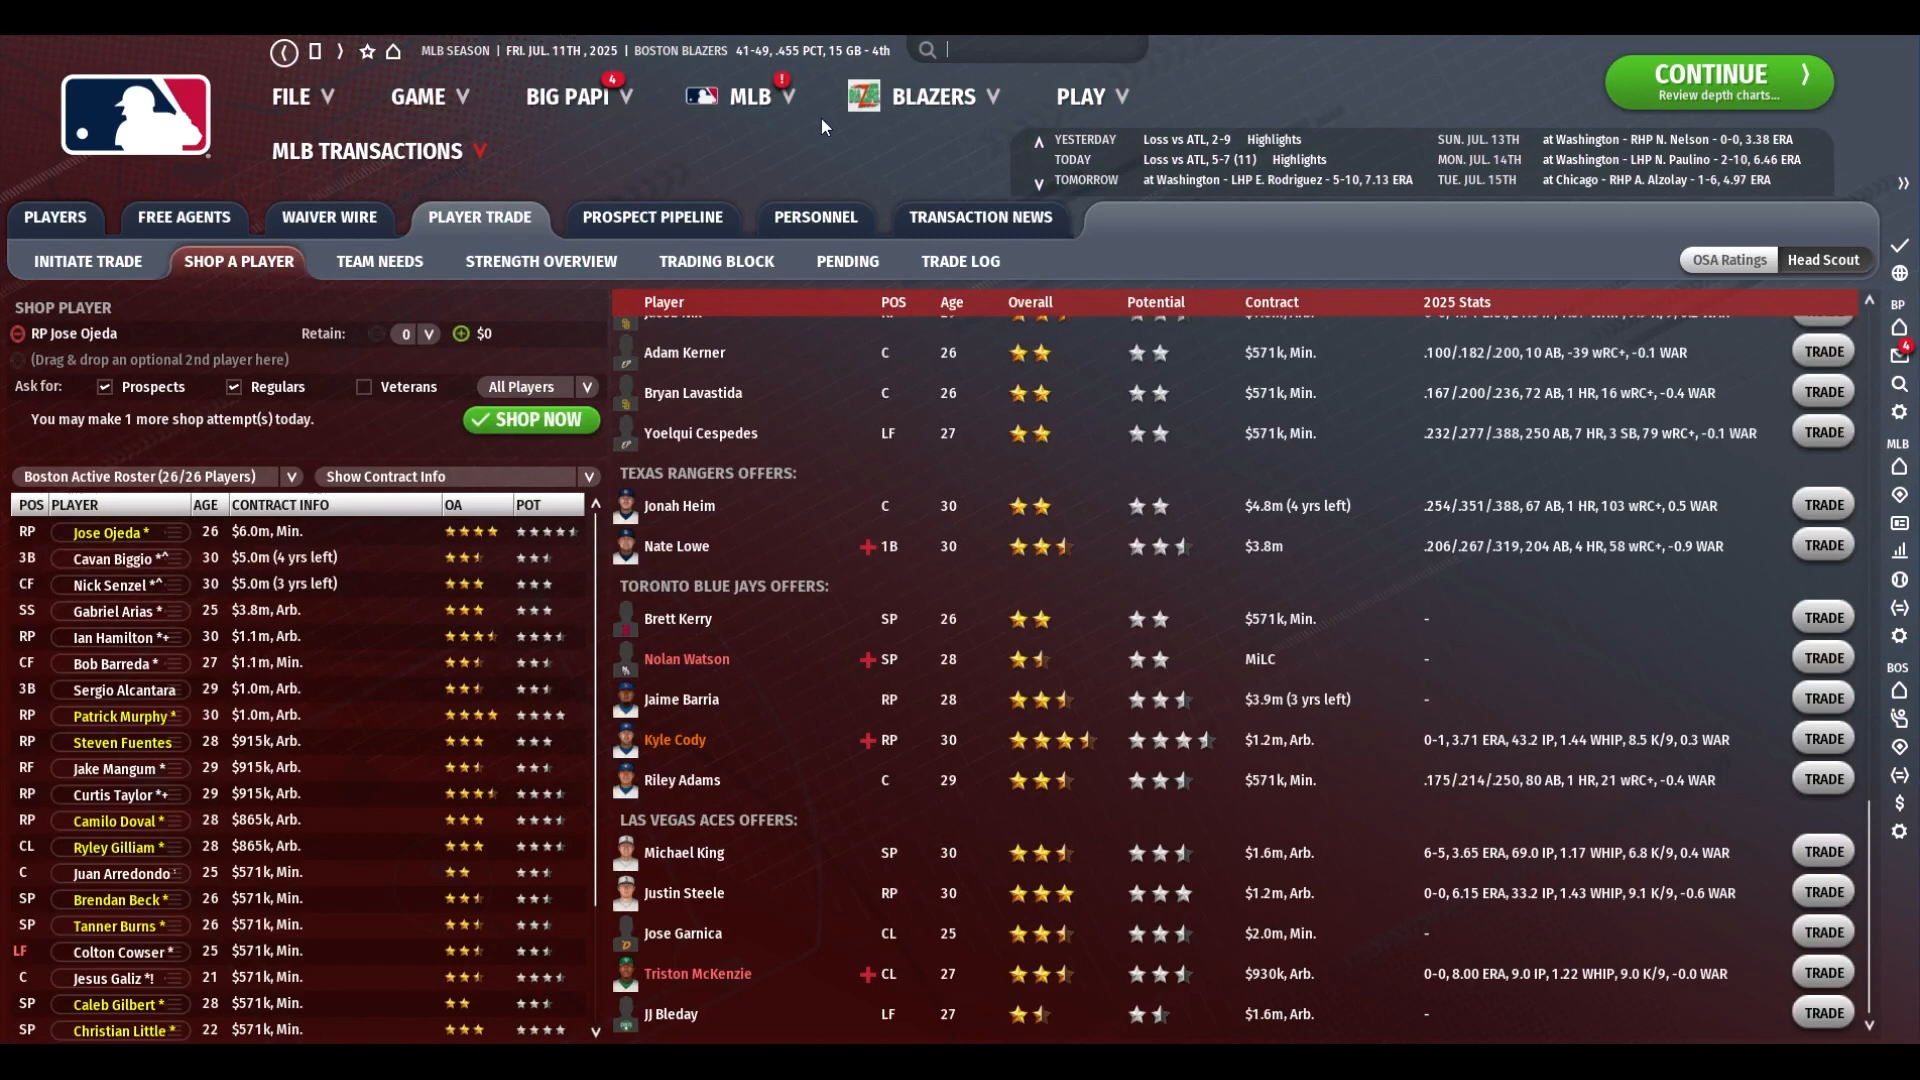 MLB SEASON | FRI. JUL. 11TH , 2025 | BOSTON BLAZERS 41-49, .455 PCT, 15 GB - 4th
FILE GAME BIG PAPI 4 MLB ! BLAZERS PLAY
CONTINUE
Review depth charts...
MLB TRANSACTIONS
YESTERDAY Loss vs ATL, 2-9 Highlights SUN. JUL. 13TH at Washington - RHP N. Nelson - 0-0, 3.38 ERA
TODAY Loss vs ATL, 5-7 (11) Highlights MON. JUL. 14TH at Washington - LHP N. Paulino - 2-10, 6.46 ERA
TOMORROW at Washington - LHP E. Rodriguez - 5-10, 7.13 ERA TUE. JUL. 15TH at Chicago - RHP A. Alzolay - 1-6, 4.97 ERA
PLAYERS FREE AGENTS WAIVER WIRE PLAYER TRADE PROSPECT PIPELINE PERSONNEL TRANSACTION NEWS
INITIATE TRADE SHOP A PLAYER TEAM NEEDS STRENGTH OVERVIEW TRADING BLOCK PENDING TRADE LOG
OSA Ratings Head Scout
SHOP PLAYER
RP Jose Ojeda Retain: 0 $0
(Drag & drop an optional 2nd player here)
Ask for: Prospects Regulars Veterans All Players
You may make 1 more shop attempt(s) today. SHOP NOW
Boston Active Roster (26/26 Players) Show Contract Info
POS PLAYER AGE CONTRACT INFO OA POT
RP Jose Ojeda * 26 $6.0m, Min.
3B Cavan Biggio *^ 30 $5.0m (4 yrs left)
CF Nick Senzel *^ 30 $5.0m (3 yrs left)
SS Gabriel Arias * 25 $3.8m, Arb.
RP Ian Hamilton *+ 30 $1.1m, Arb.
CF Bob Barreda * 27 $1.1m, Min.
3B Sergio Alcantara 29 $1.0m, Arb.
RP Patrick Murphy * 30 $1.0m, Arb.
RP Steven Fuentes 28 $915k, Arb.
RF Jake Mangum * 29 $915k, Arb.
RP Curtis Taylor *+ 29 $915k, Arb.
RP Camilo Doval * 28 $865k, Arb.
CL Ryley Gilliam * 28 $865k, Arb.
C Juan Arredondo 25 $571k, Min.
SP Brendan Beck * 26 $571k, Min.
SP Tanner Burns * 26 $571k, Min.
LF Colton Cowser * 25 $571k, Min.
C Jesus Galiz *! 21 $571k, Min.
SP Caleb Gilbert * 28 $571k, Min.
SP Christian Little * 22 $571k, Min.
Player POS Age Overall Potential Contract 2025 Stats
Adam Kerner C 26 $571k, Min. .100/.182/.200, 10 AB, -39 wRC+, -0.1 WAR TRADE
Bryan Lavastida C 26 $571k, Min. .167/.200/.236, 72 AB, 1 HR, 16 wRC+, -0.4 WAR TRADE
Yoelqui Cespedes LF 27 $571k, Min. .232/.277/.388, 250 AB, 7 HR, 3 SB, 79 wRC+, -0.1 WAR TRADE
TEXAS RANGERS OFFERS:
Jonah Heim C 30 $4.8m (4 yrs left) .254/.351/.388, 67 AB, 1 HR, 103 wRC+, 0.5 WAR TRADE
Nate Lowe 1B 30 $3.8m .206/.267/.319, 204 AB, 4 HR, 58 wRC+, -0.9 WAR TRADE
TORONTO BLUE JAYS OFFERS:
Brett Kerry SP 26 $571k, Min. - TRADE
Nolan Watson SP 28 MiLC - TRADE
Jaime Barria RP 28 $3.9m (3 yrs left) - TRADE
Kyle Cody RP 30 $1.2m, Arb. 0-1, 3.71 ERA, 43.2 IP, 1.44 WHIP, 8.5 K/9, 0.3 WAR TRADE
Riley Adams C 29 $571k, Min. .175/.214/.250, 80 AB, 1 HR, 21 wRC+, -0.4 WAR TRADE
LAS VEGAS ACES OFFERS:
Michael King SP 30 $1.6m, Arb. 6-5, 3.65 ERA, 69.0 IP, 1.17 WHIP, 6.8 K/9, 0.4 WAR TRADE
Justin Steele RP 30 $1.2m, Arb. 0-0, 6.15 ERA, 33.2 IP, 1.43 WHIP, 9.1 K/9, -0.6 WAR TRADE
Jose Garnica CL 25 $2.0m, Min. - TRADE
Triston McKenzie CL 27 $930k, Arb. 0-0, 8.00 ERA, 9.0 IP, 1.22 WHIP, 9.0 K/9, -0.0 WAR TRADE
JJ Bleday LF 27 $1.6m, Arb. - TRADE
BP
4
MLB
BOS